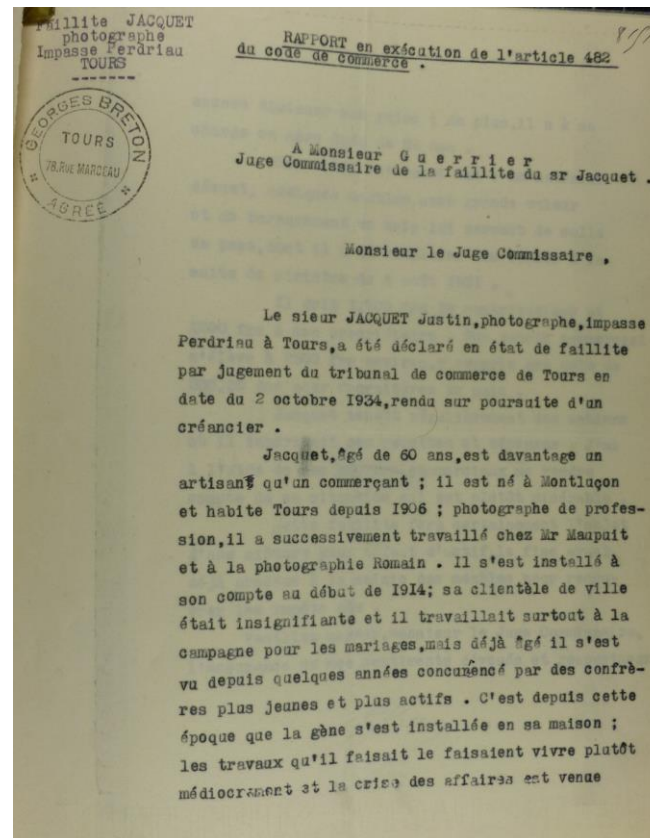 Faillite JACQUET
photographe
Impasse Perdriau
TOURS
GEORGES BRETON
TOURS
78, RUE MARCEAU
AGRÉÉ
RAPPORT en exécution de l'article 482
du code de commerce .
A Monsieur G u e r r i e r
Juge Commissaire de la faillite du sr Jacquet .
Monsieur le Juge Commissaire ,
Le sieur JACQUET Justin,photographe,impasse
Perdriau à Tours,a été déclaré en état de faillite
par jugement du tribunal de commerce de Tours en
date du 2 octobre I934,rendu sur poursuite d'un
créancier .
Jacquet,âgé de 60 ans,est davantage un
artisan qu'un commerçant ; il est né à Montluçon
et habite Tours depuis I906 ; photographe de profes-
sion,il a successivement travaillé chez Mr Maupuit
et à la photographie Romain . Il s'est installé à
son compte au début de I9I4; sa clientèle de ville
était insignifiante et il travaillait surtout à la
campagne pour les mariages,mais déjà âgé il s'est
vu depuis quelques années concurencé par des confrè-
res plus jeunes et plus actifs . C'est depuis cette
époque que la gène s'est installée en sa maison ;
les travaux qu'il faisait le faisaient vivre plutôt
médiocrement et la crise des affaires est venue